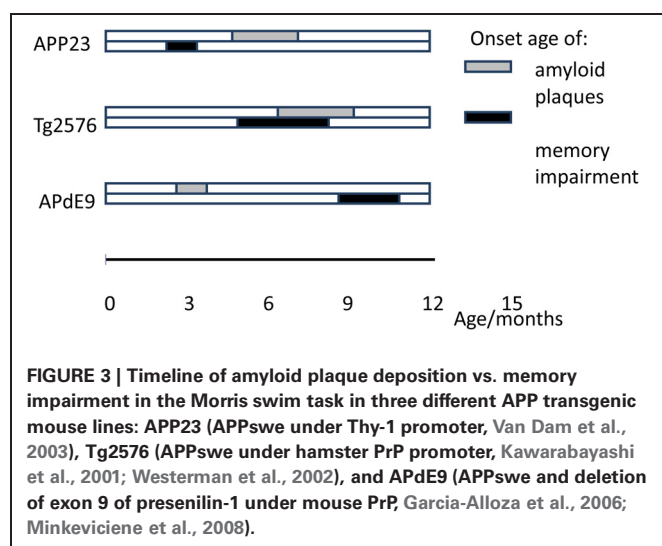 Onset age of:
APP23
amyloid
plaques
Tg2576
memory
impairment
APdE9
0 3 6 9 12 15
Age/months
FIGURE 3 | Timeline of amyloid plaque deposition vs. memory
impairment in the Morris swim task in three different APP transgenic
mouse lines: APP23 (APPswe under Thy-1 promoter, Van Dam et al.,
2003), Tg2576 (APPswe under hamster PrP promoter, Kawarabayashi
et al., 2001; Westerman et al., 2002), and APdE9 (APPswe and deletion
of exon 9 of presenilin-1 under mouse PrP, Garcia-Alloza et al., 2006;
Minkeviciene et al., 2008).